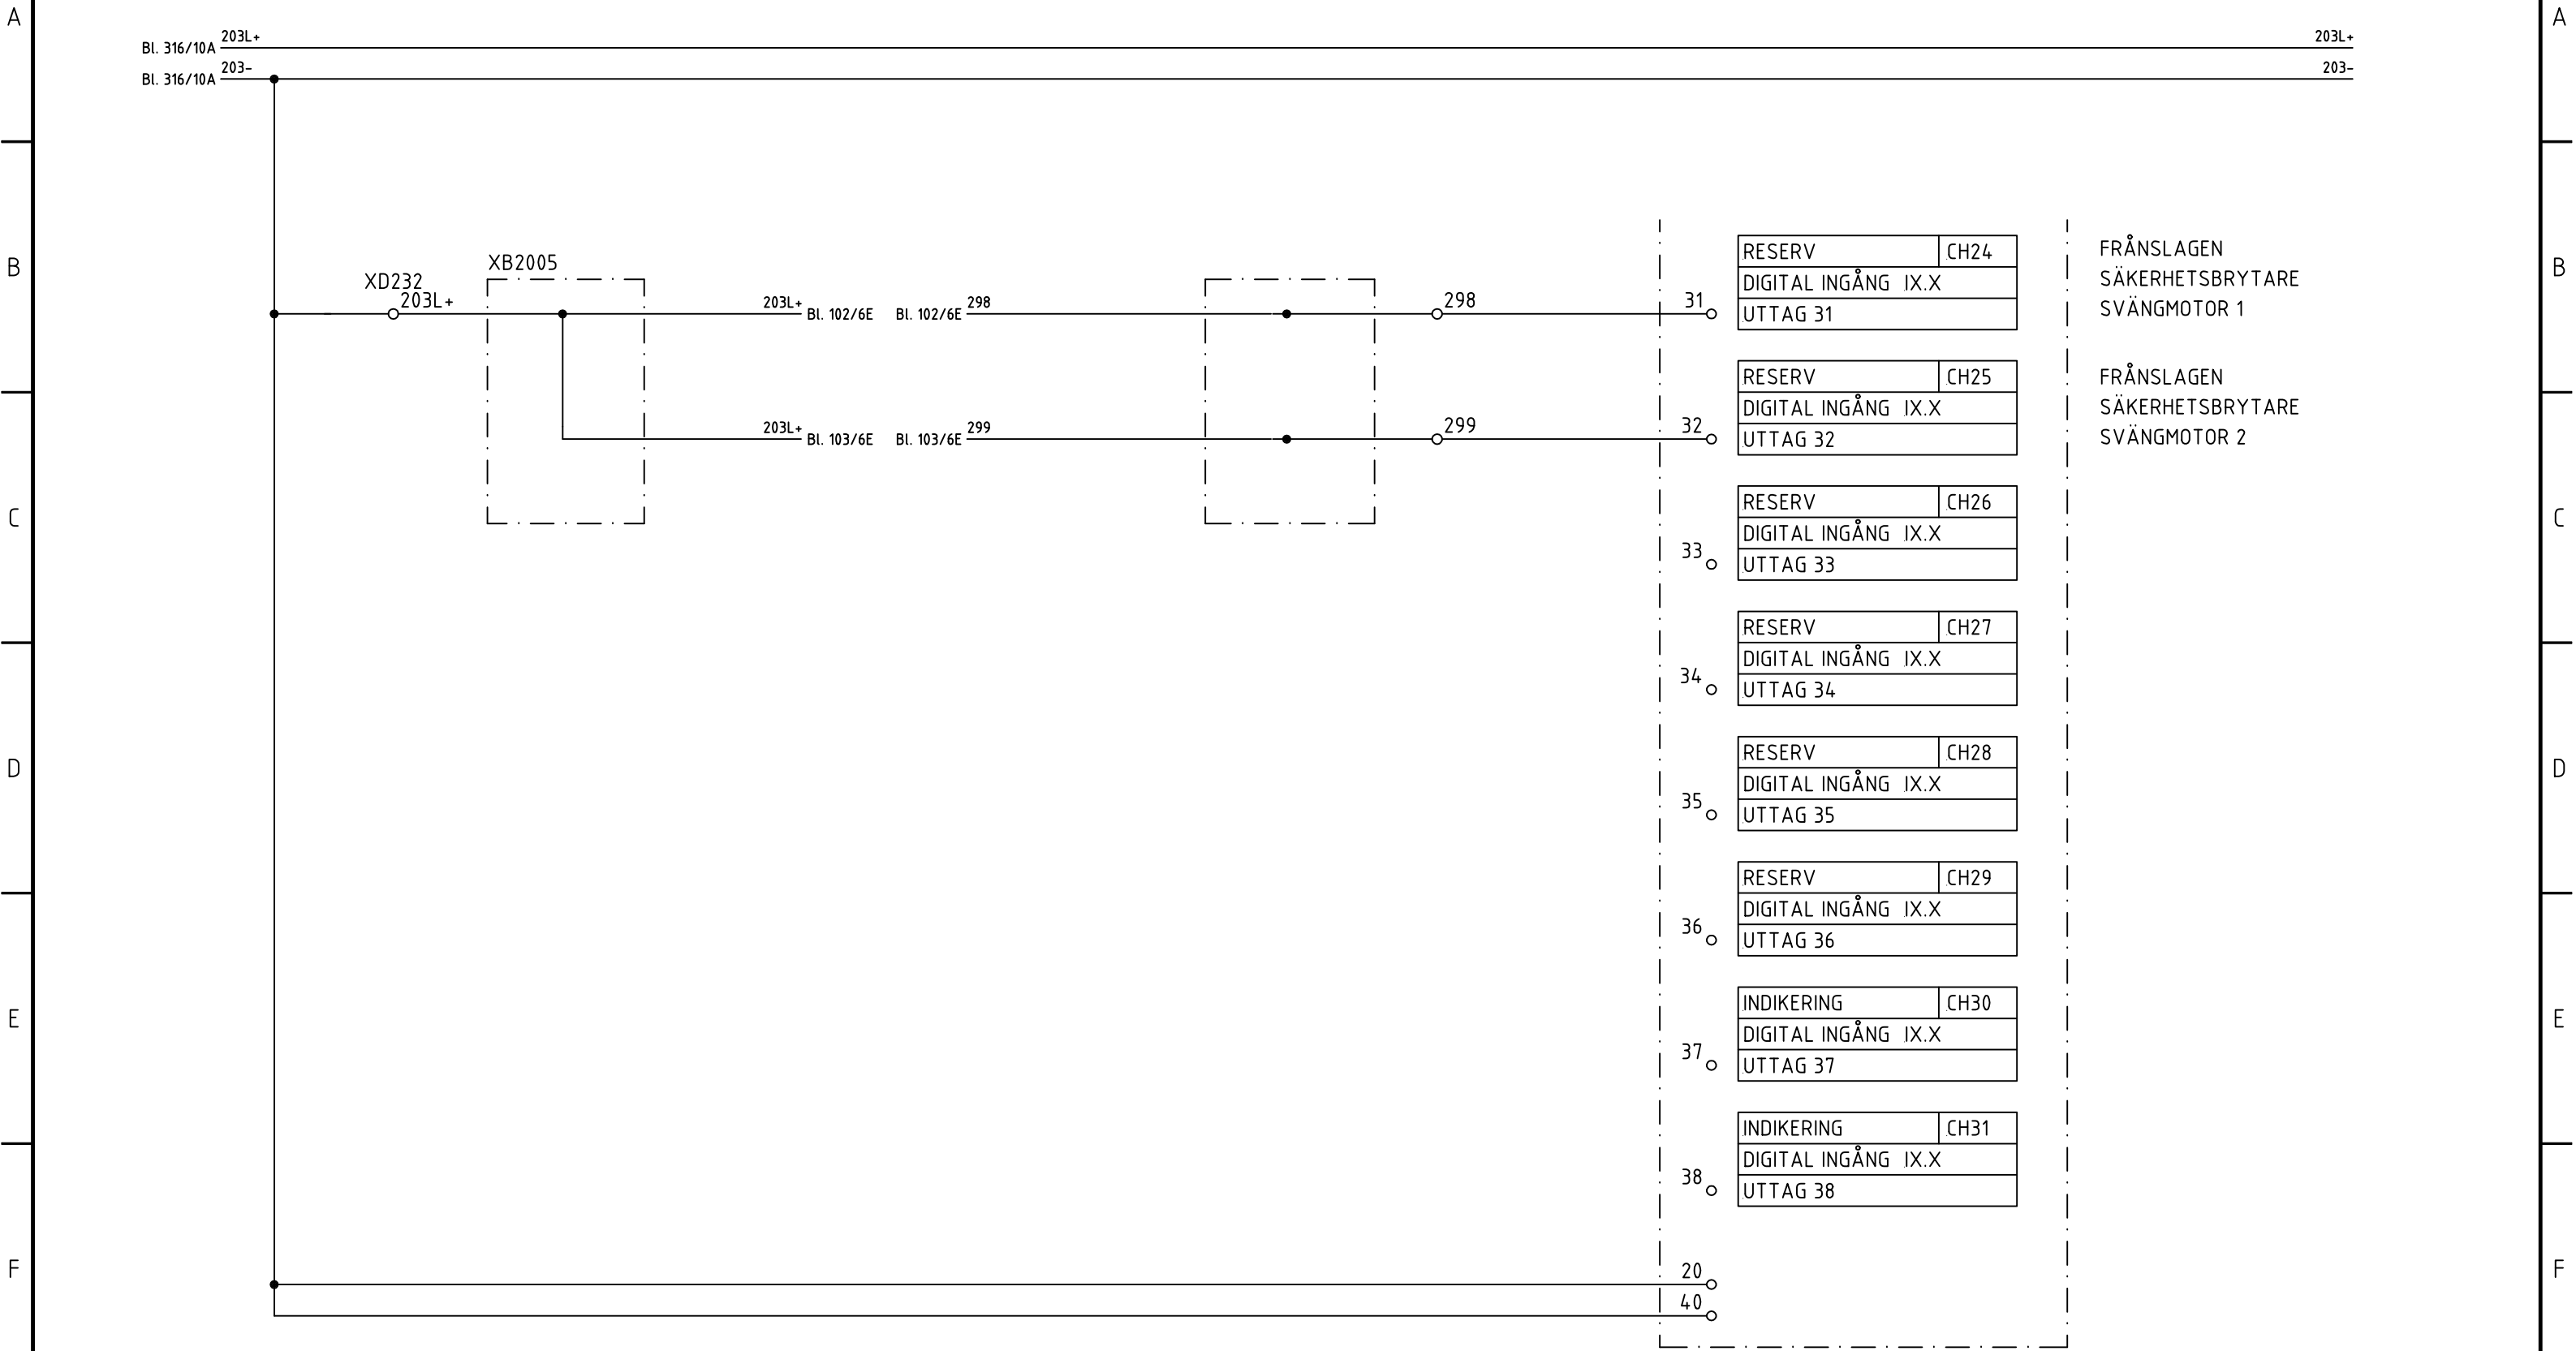 A A
203L+ 203L+
Bl. 316/10A
203- 203-
Bl. 316/10A
B B
XB2005
XD232
203L+
203L+ Bl. 102/6E Bl. 102/6E 298
298
31
RESERV CH24
DIGITAL INGÅNG IX.X
UTTAG 31
FRÅNSLAGEN
SÄKERHETSBRYTARE
SVÄNGMOTOR 1
203L+ Bl. 103/6E Bl. 103/6E 299
299
32
RESERV CH25
DIGITAL INGÅNG IX.X
UTTAG 32
FRÅNSLAGEN
SÄKERHETSBRYTARE
SVÄNGMOTOR 2
C C
33
RESERV CH26
DIGITAL INGÅNG IX.X
UTTAG 33
34
RESERV CH27
DIGITAL INGÅNG IX.X
UTTAG 34
D D
35
RESERV CH28
DIGITAL INGÅNG IX.X
UTTAG 35
36
RESERV CH29
DIGITAL INGÅNG IX.X
UTTAG 36
E E
37
INDIKERING CH30
DIGITAL INGÅNG IX.X
UTTAG 37
38
INDIKERING CH31
DIGITAL INGÅNG IX.X
UTTAG 38
F F
20
40